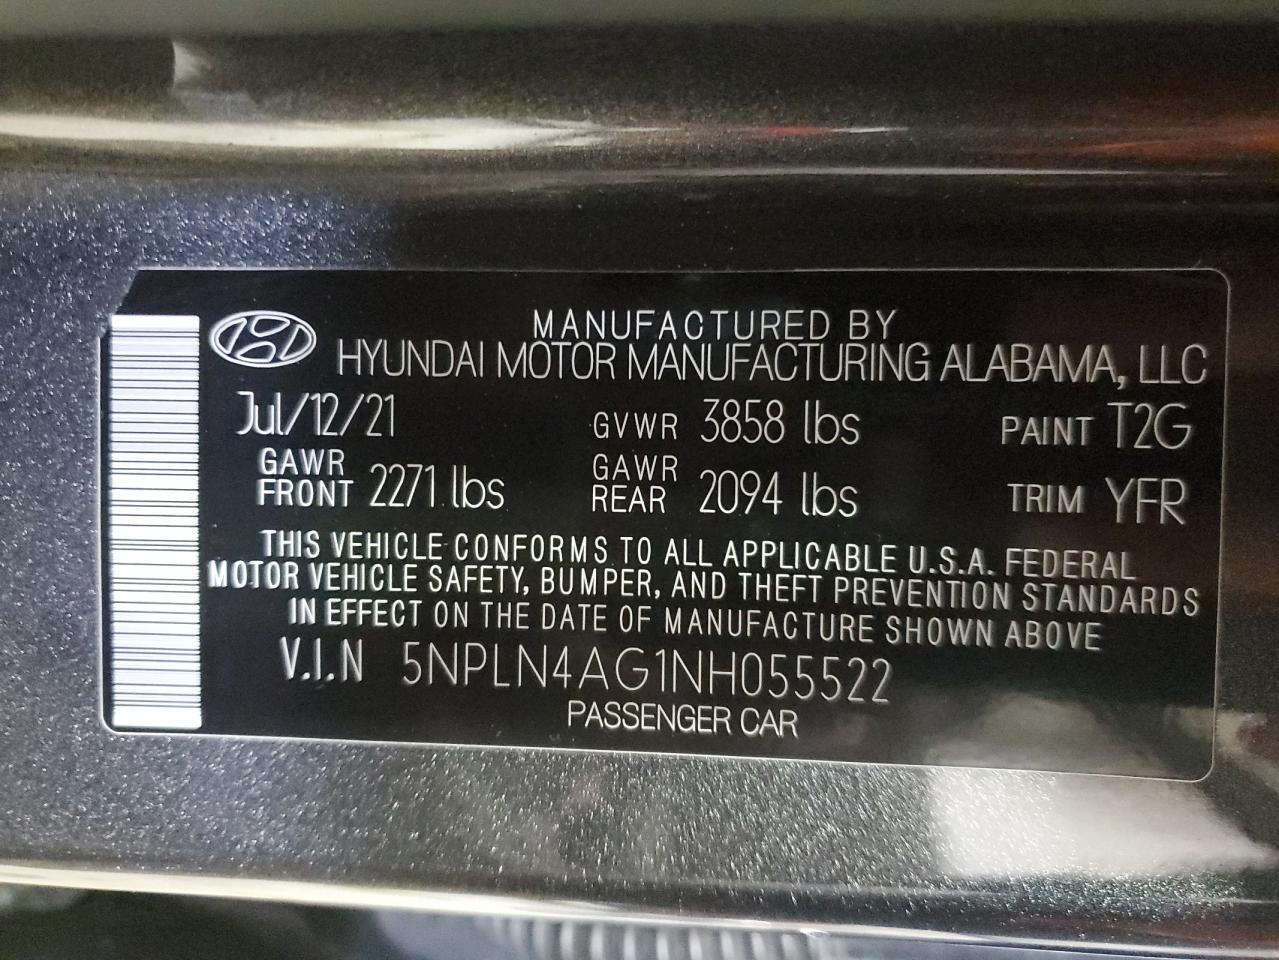 MANUFACTURED BY
HYUNDAI MOTOR MANUFACTURING ALABAMA, LLC
Jul/12/21 GVWR 3858 lbs PAINT T2G
GAWR FRONT 2271 lbs GAWR REAR 2094 lbs TRIM YFR
THIS VEHICLE CONFORMS TO ALL APPLICABLE U.S.A. FEDERAL
MOTOR VEHICLE SAFETY, BUMPER, AND THEFT PREVENTION STANDARDS
IN EFFECT ON THE DATE OF MANUFACTURE SHOWN ABOVE
V.I.N 5NPLN4AG1NH055522
PASSENGER CAR